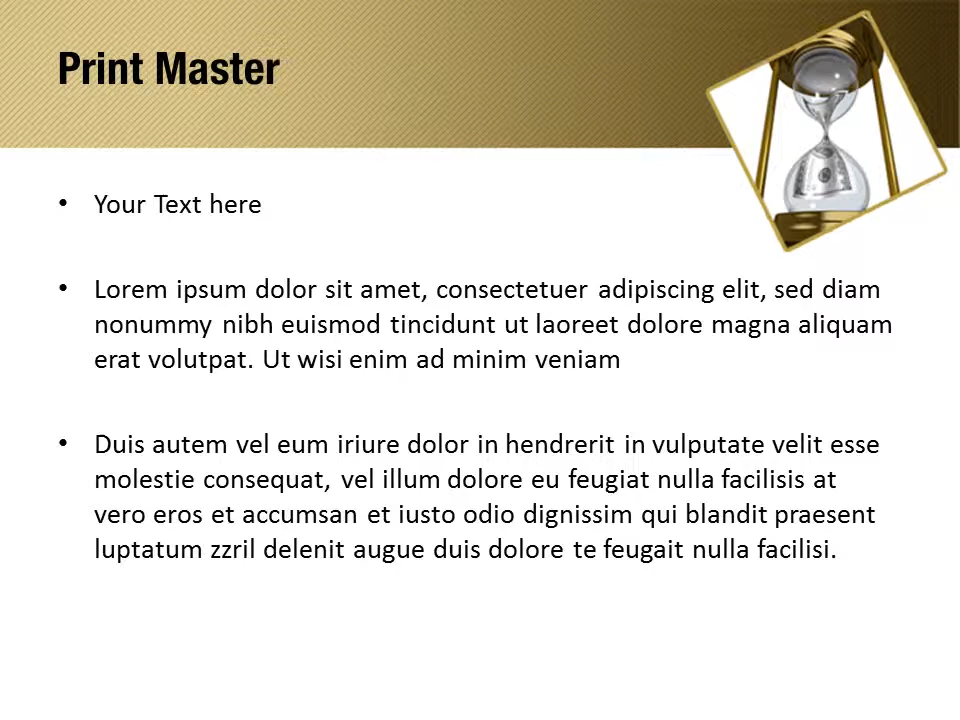 Print Master
• Your Text here
• Lorem ipsum dolor sit amet, consectetuer adipiscing elit, sed diam
nonummy nibh euismod tincidunt ut laoreet dolore magna aliquam
erat volutpat. Ut wisi enim ad minim veniam
• Duis autem vel eum iriure dolor in hendrerit in vulputate velit esse
molestie consequat, vel illum dolore eu feugiat nulla facilisis at
vero eros et accumsan et iusto odio dignissim qui blandit praesent
luptatum zzril delenit augue duis dolore te feugait nulla facilisi.